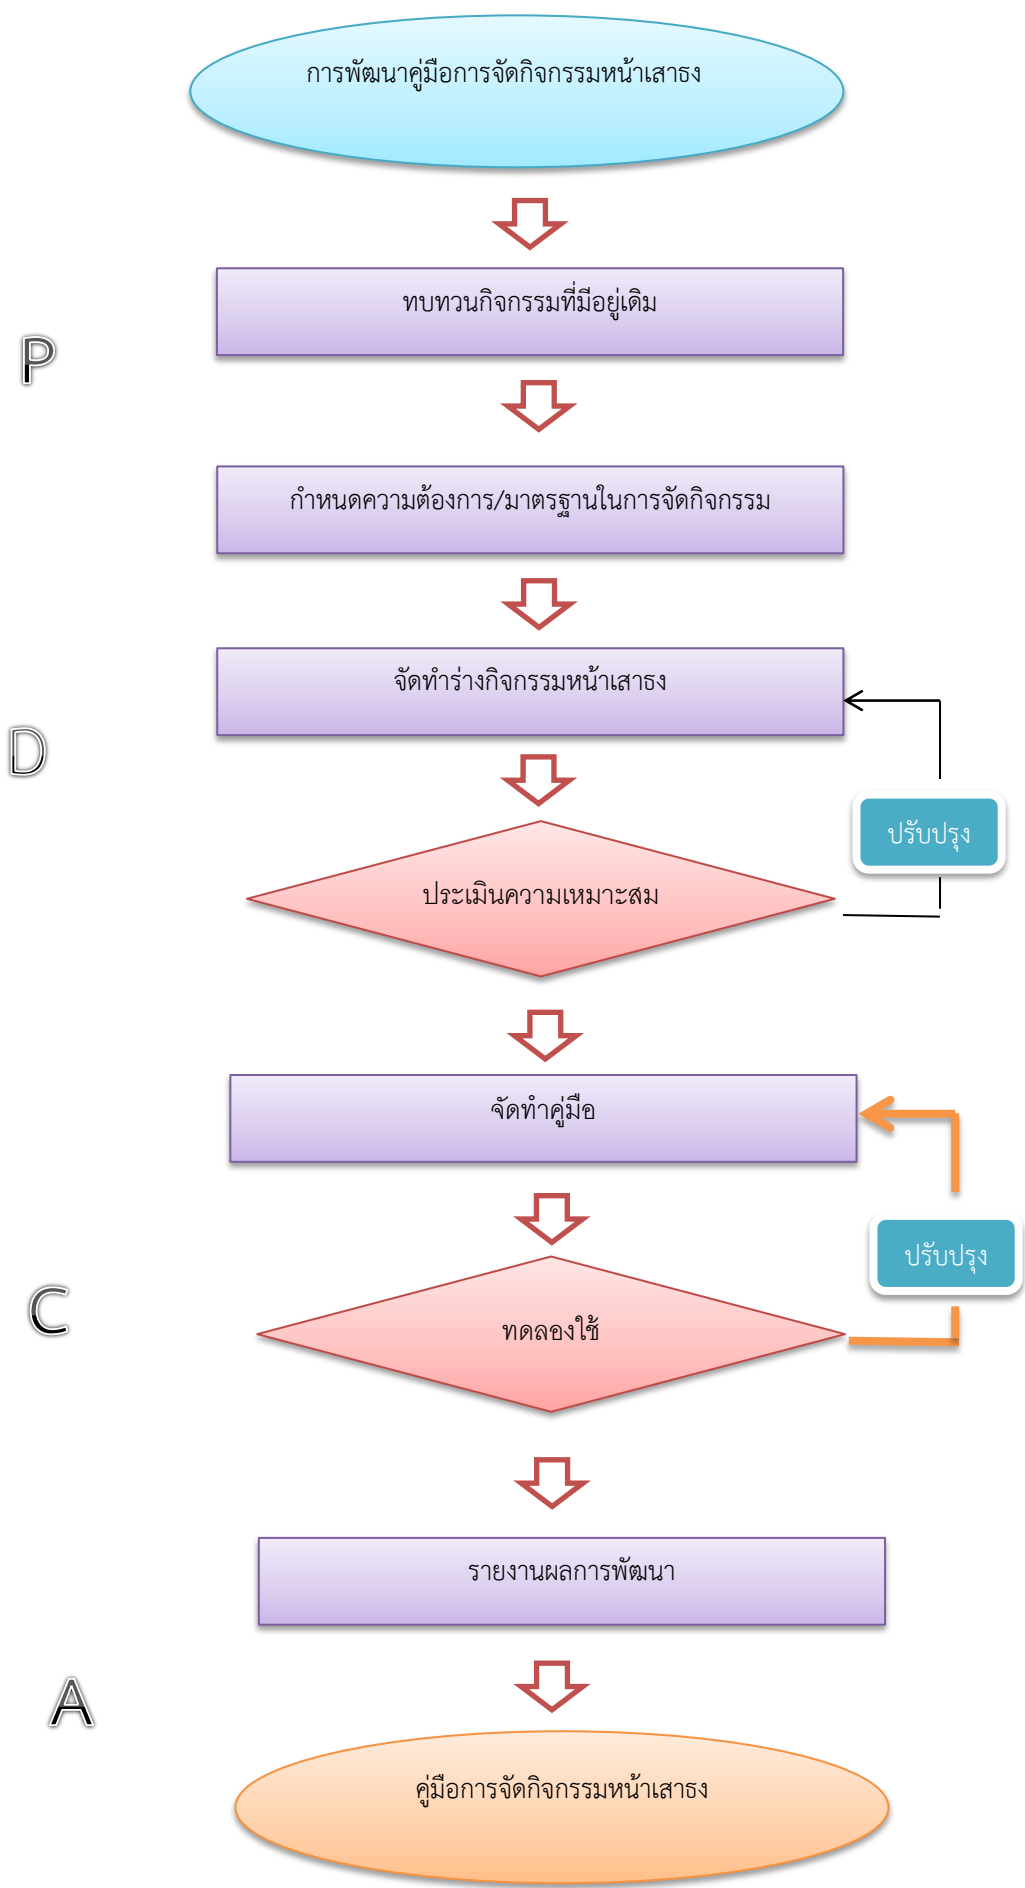 การพัฒนาคู่มือการจัดกิจกรรมหน้าเสาธง
ทบทวนกิจกรรมที่มีอยู่เดิม
P
กำหนดความต้องการ/มาตรฐานในการจัดกิจกรรม
จัดทำร่างกิจกรรมหน้าเสาธง
D
ปรับปรุง
ประเมินความเหมาะสม
จัดทำคู่มือ
ปรับปรุง
C
ทดลองใช้
รายงานผลการพัฒนา
A
คู่มือการจัดกิจกรรมหน้าเสาธง